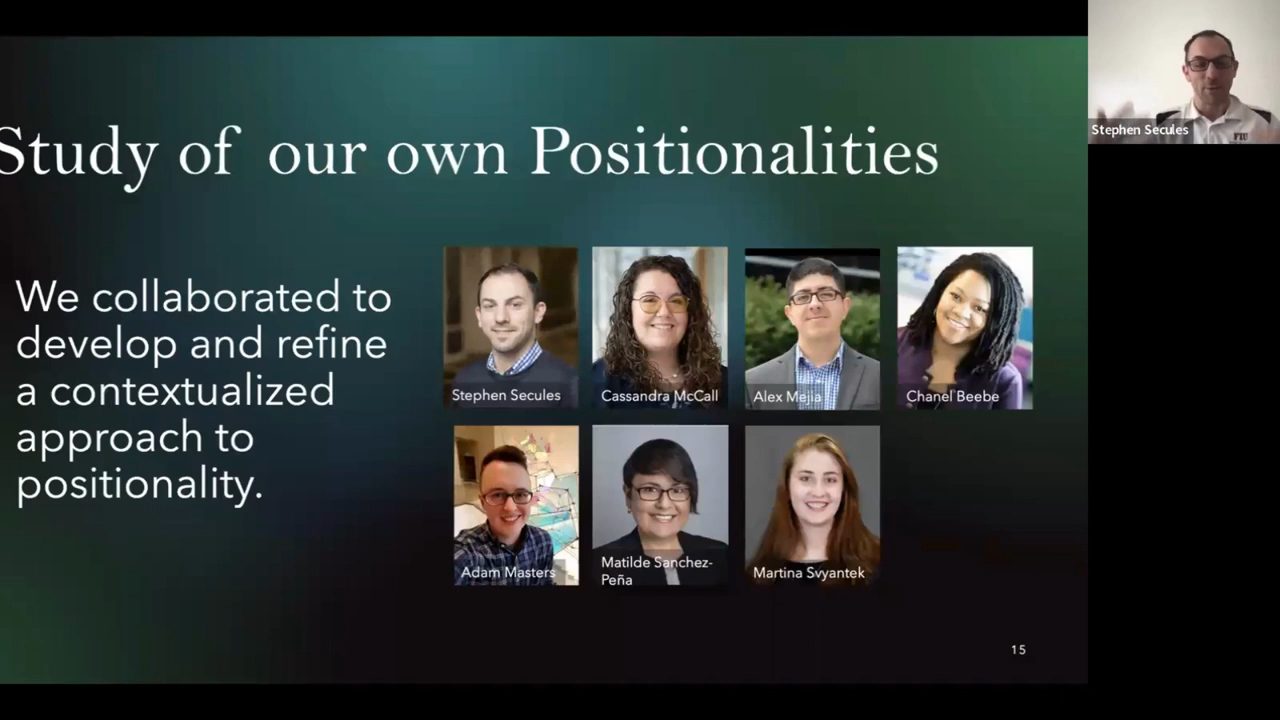 Study of our own Positionalities
We collaborated to
develop and refine
a contextualized
approach to
positionality.
Stephen Secules
Cassandra McCall
Alex Mejia
Chanel Beebe
Adam Masters
Matilde Sanchez-
Peña
Martina Svyantek
15
Stephen Secules
FIU